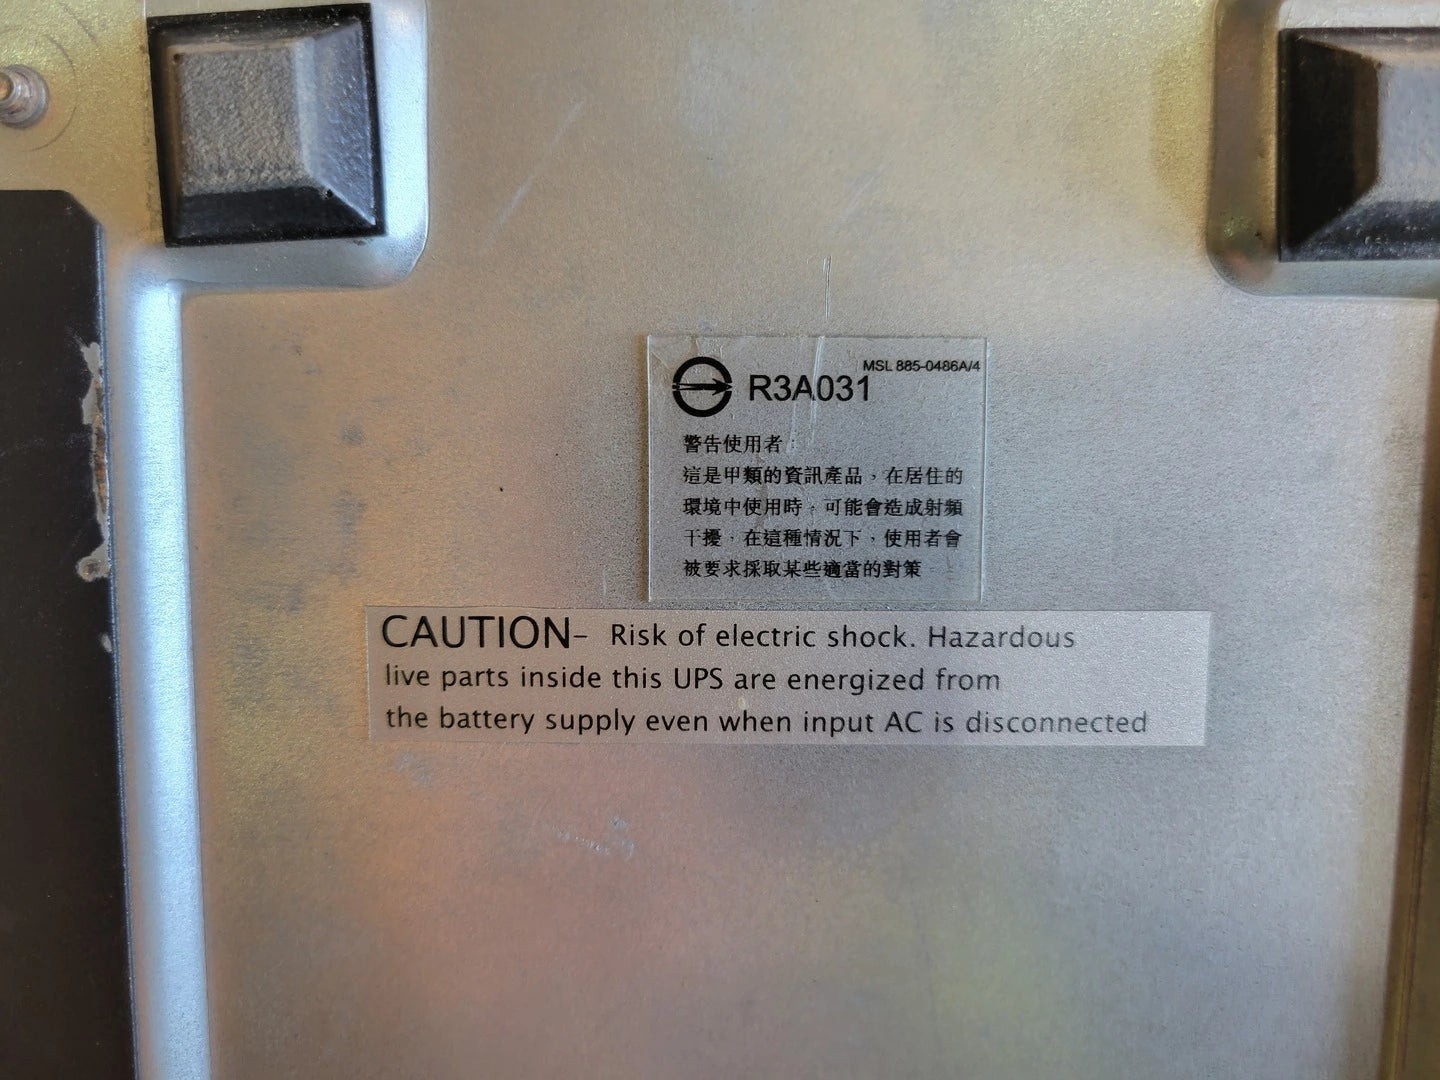 MSL 885-0486A/4
R3A031
警告使用者:
這是甲類的資訊產品,在居住的
環境中使用時,可能會造成射頻
干擾,在這種情況下,使用者會
被要求採取某些適當的對策
CAUTION- Risk of electric shock. Hazardous
live parts inside this UPS are energized from
the battery supply even when input AC is disconnected